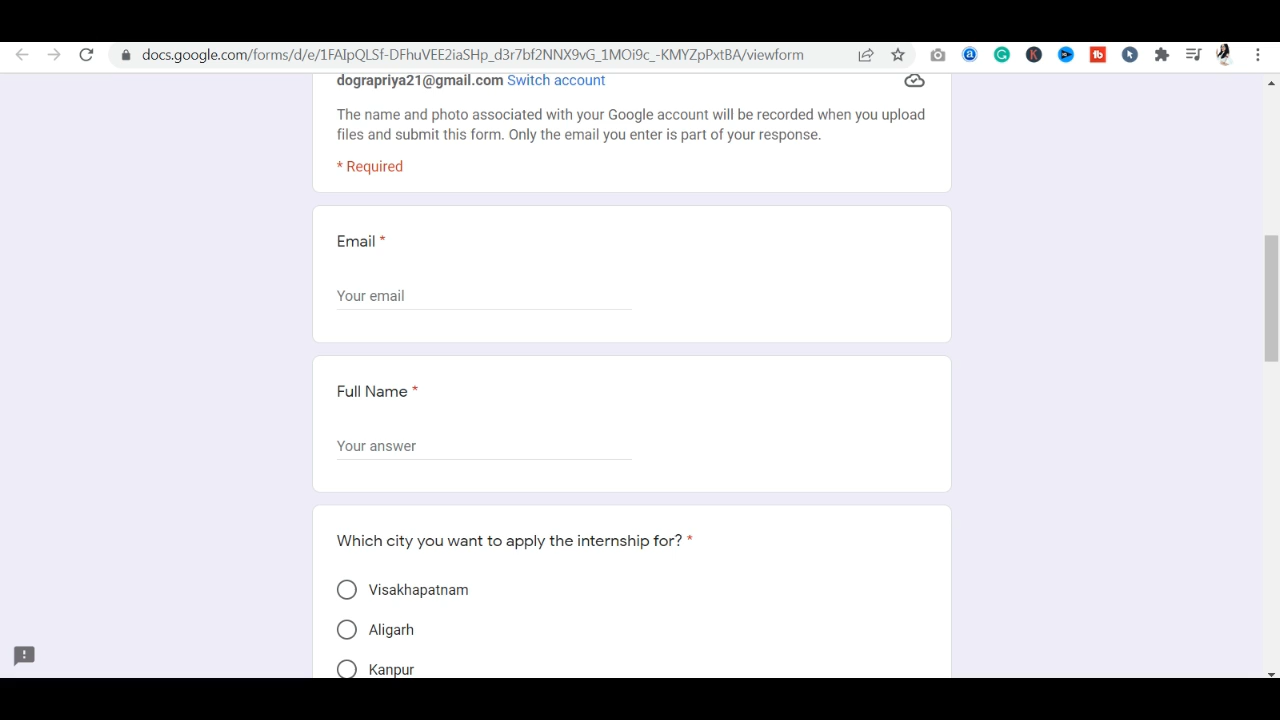 docs.google.com/forms/d/e/1FAIpQLSf-DFhuVEE2iaSHp_d3r7bf2NNX9vG_1MOi9c_-KMYZpPxtBA/viewform
dograpriya21@gmail.com Switch account
The name and photo associated with your Google account will be recorded when you upload
files and submit this form. Only the email you enter is part of your response.
* Required
Email *
Your email
Full Name *
Your answer
Which city you want to apply the internship for? *
Visakhapatnam
Aligarh
Kanpur